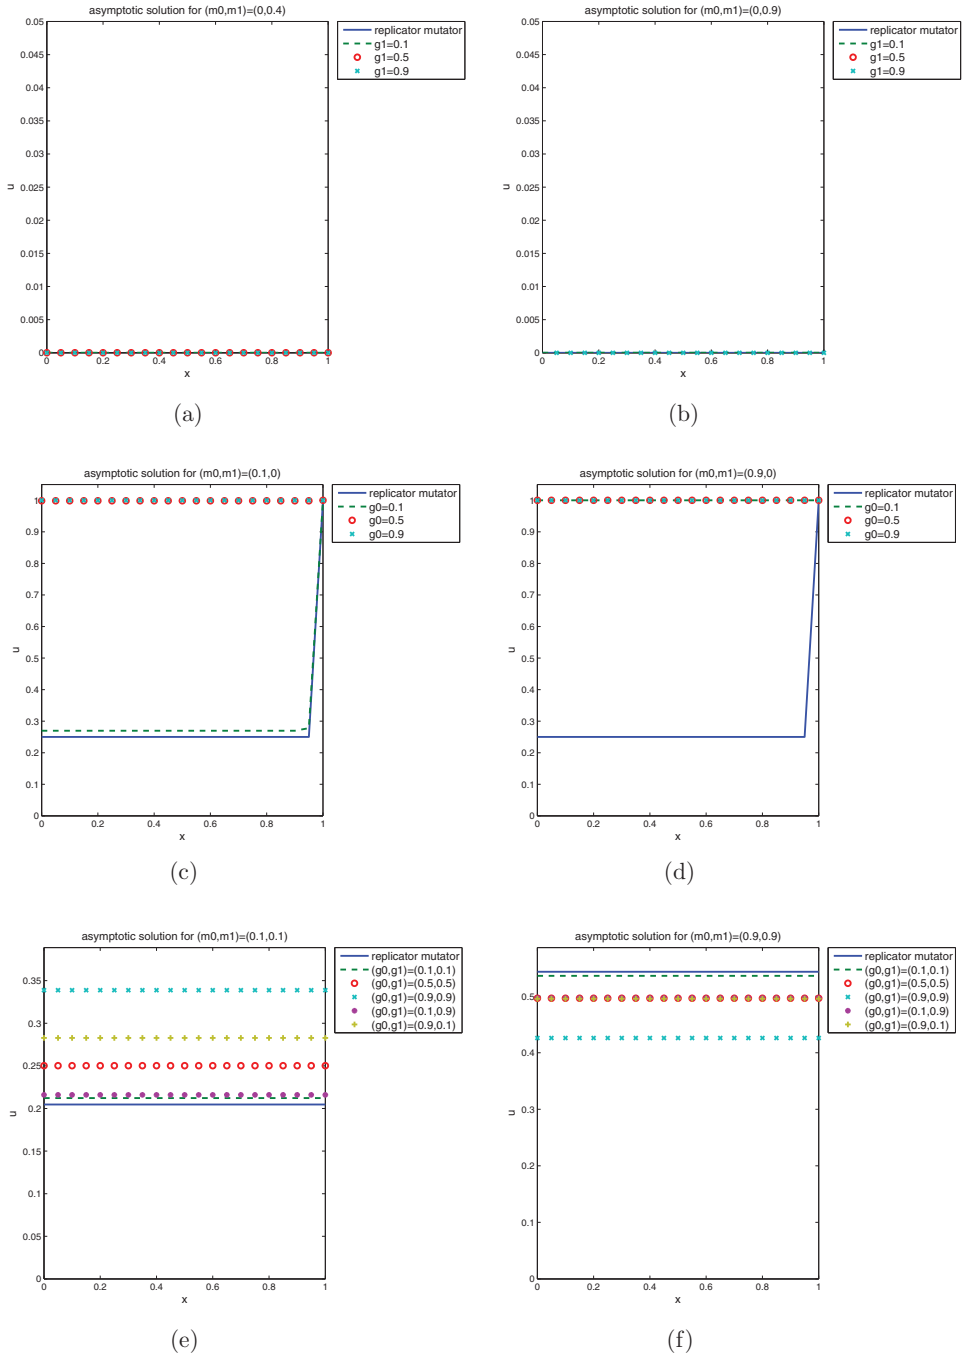 asymptotic solution for (m0,m1)=(0,0.4)
0.05
0.045
0.04
0.035
0.03
0.025
0.02
0.015
0.01
0.005
0
u
0 0.2 0.4 0.6 0.8 1
x
replicator mutator
g1=0.1
g1=0.5
g1=0.9
(a)
asymptotic solution for (m0,m1)=(0,0.9)
0.05
0.045
0.04
0.035
0.03
0.025
0.02
0.015
0.01
0.005
0
u
0 0.2 0.4 0.6 0.8 1
x
replicator mutator
g1=0.1
g1=0.5
g1=0.9
(b)
asymptotic solution for (m0,m1)=(0.1,0)
1
0.9
0.8
0.7
0.6
0.5
0.4
0.3
0.2
0.1
0
u
0 0.2 0.4 0.6 0.8 1
x
replicator mutator
g0=0.1
g0=0.5
g0=0.9
(c)
asymptotic solution for (m0,m1)=(0.9,0)
1
0.9
0.8
0.7
0.6
0.5
0.4
0.3
0.2
0.1
0
u
0 0.2 0.4 0.6 0.8 1
x
replicator mutator
g0=0.1
g0=0.5
g0=0.9
(d)
asymptotic solution for (m0,m1)=(0.1,0.1)
0.35
0.3
0.25
0.2
0.15
0.1
0.05
0
u
0 0.2 0.4 0.6 0.8 1
x
replicator mutator
(g0,g1)=(0.1,0.1)
(g0,g1)=(0.5,0.5)
(g0,g1)=(0.9,0.9)
(g0,g1)=(0.1,0.9)
(g0,g1)=(0.9,0.1)
(e)
asymptotic solution for (m0,m1)=(0.9,0.9)
0.5
0.4
0.3
0.2
0.1
0
u
0 0.2 0.4 0.6 0.8 1
x
replicator mutator
(g0,g1)=(0.1,0.1)
(g0,g1)=(0.5,0.5)
(g0,g1)=(0.9,0.9)
(g0,g1)=(0.1,0.9)
(g0,g1)=(0.9,0.1)
(f)